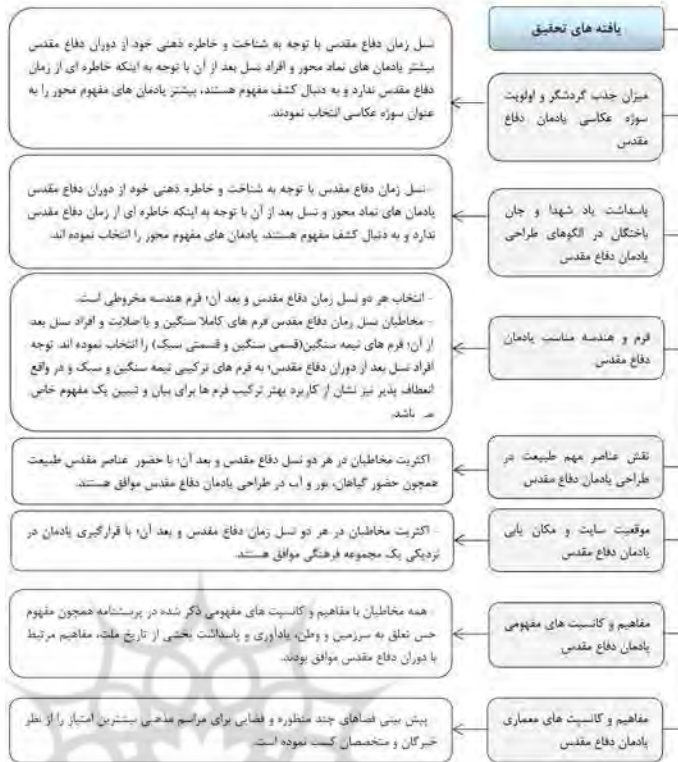 یافته های تحقیق
میزان جذب گردشگر و اولویت
سوژه عکاسی یادمان دفاع
مقدس
نسل زمان دفاع مقدس با توجه به شناخت و خاطره ذهنی خود از دوران دفاع مقدس
بیشتر یادمان های نماد محور و افراد نسل بعد از آن با توجه به اینکه خاطره ای از زمان
دفاع مقدس ندارد و به دنبال کشف مفهوم هستند، بیشتر یادمان های مفهوم محور را به
عنوان سوژه عکاسی انتخاب نمودند.
پاسداشت یاد شهدا و جان
باختگان در الگوهای طراحی
یادمان دفاع مقدس
- نسل زمان دفاع مقدس با توجه به شناخت و خاطره ذهنی خود از دوران دفاع مقدس
یادمان های نماد محور و نسل بعد از آن با توجه به اینکه خاطره ای از زمان دفاع مقدس
ندارد و به دنبال کشف مفهوم هستند، یادمان های مفهوم محور را انتخاب نموده اند.
فرم و هندسه مناسب یادمان
دفاع مقدس
- انتخاب هر دو نسل زمان دفاع مقدس و بعد آن؛ فرم هندسه مخروطی است.
- مخاطبان نسل زمان دفاع مقدس فرم های کاملا سنگین و با صلابت و افراد نسل بعد
از آن؛ فرم های نیمه سنگین(قسمی سنگین و قسمتی سبک) را انتخاب نموده اند. توجه
افراد نسل بعد از دوران دفاع مقدس؛ به فرم های ترکیبی نیمه سنگین و سبک و در واقع
انعطاف پذیر نیز نشان از کاربرد بهتر ترکیب فرم ها برای بیان و تبیین یک مفهوم خاص
می باشد.
نقش عناصر مهم طبیعت در
طراحی یادمان دفاع مقدس
- اکثریت مخاطبان در هر دو نسل دفاع مقدس و بعد آن؛ با حضور عناصر مقدس طبیعت
همچون حضور گیاهان، نور و آب در طراحی یادمان دفاع مقدس موافق هستند.
موقعیت سایت و مکان یابی
یادمان دفاع مقدس
- اکثریت مخاطبان در هر دو نسل زمان دفاع مقدس و بعد آن؛ با قرارگیری یادمان در
نزدیکی یک مجموعه فرهنگی موافق هستند.
مفاهیم و کانسپت های مفهومی
یادمان دفاع مقدس
- همه مخاطبان با مفاهیم و کانسپت های مفهومی ذکر شده در پرسشنامه همچون مفهوم
حس تعلق به سرزمین و وطن، یادآوری و پاسداشت بخشی از تاریخ ملت، مفاهیم مرتبط
با دوران دفاع مقدس موافق بودند.
مفاهیم و کانسپت های معماری
یادمان دفاع مقدس
پیش بینی فضاهای چند منظوره و فضایی برای مراسم مذهبی بیشترین امتیاز را از نظر
خبرگان و متخصصان کسب نموده است.